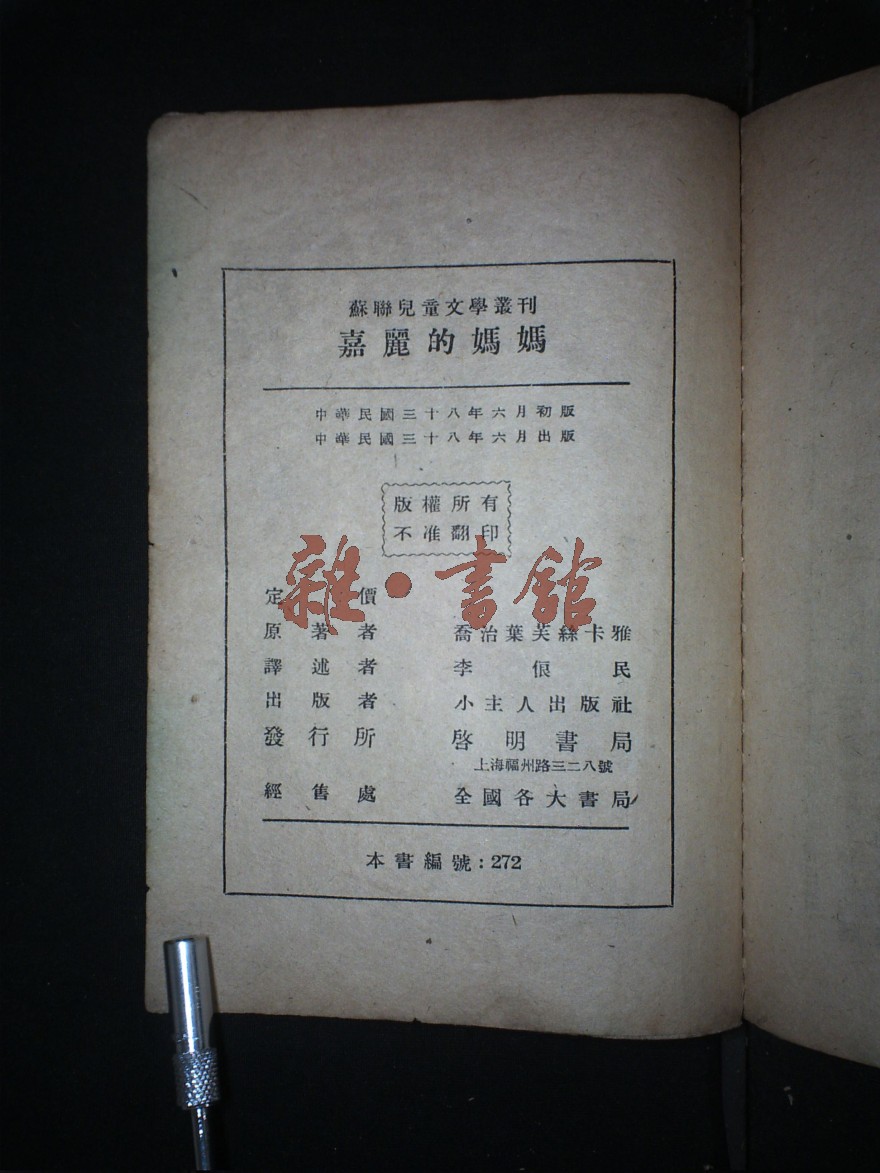 蘇聯兒童文學叢刊
嘉麗的媽媽
中華民國三十八年六月初版
中華民國三十八年六月出版
版權所有
不准翻印
雜·書館
定價
原著者 喬治葉芙絲卡雅
譯述者 李俍民
出版者 小主人出版社
發行所 啓明書局
上海福州路三二八號
經售處 全國各大書局
本書編號：272